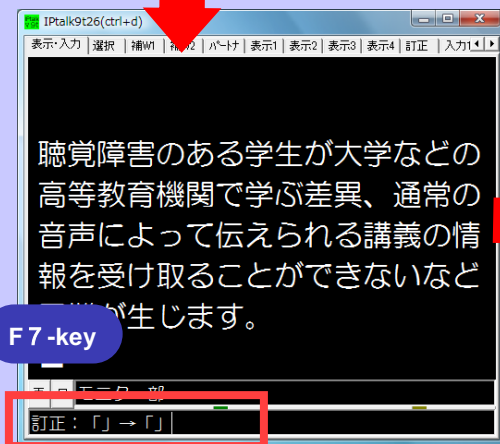 IPtalk9t26(ctrl+d)
表示・入力 選択 補W1 補W2 パートナ 表示1 表示2 表示3 表示4 訂正 入力1
聴覚障害のある学生が大学などの
高等教育機関で学ぶ差異、通常の
音声によって伝えられる講義の情
報を受け取ることができないなど
が生じます。
F7-key
モニター部
訂正：「」→「」